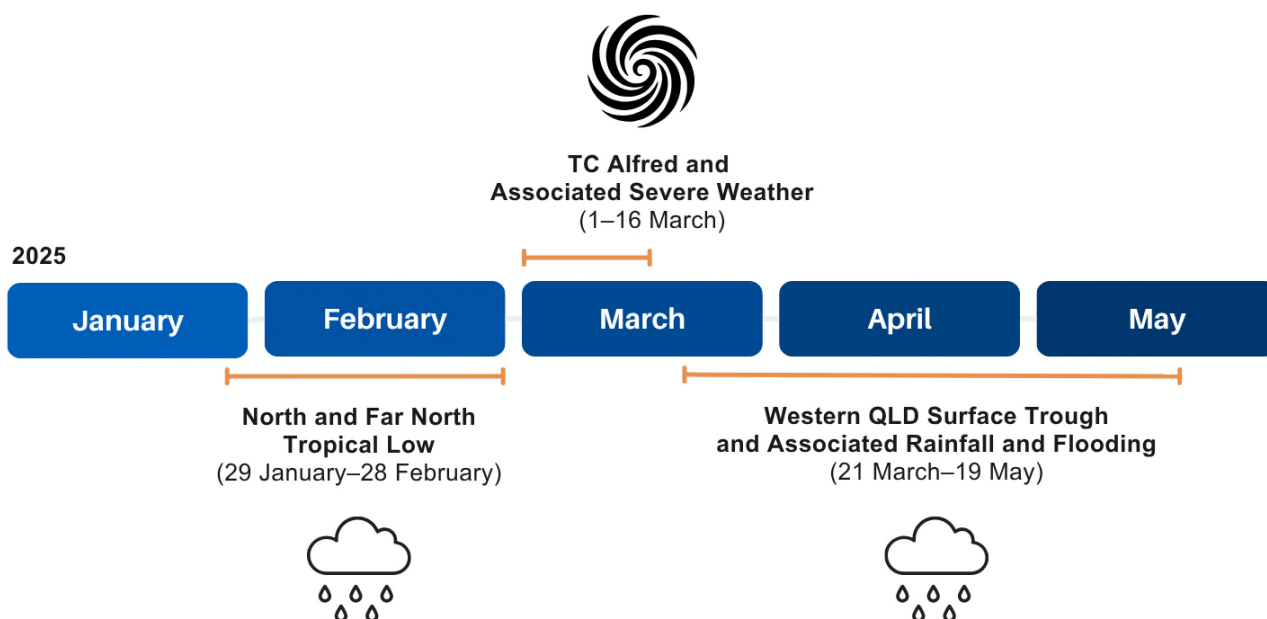 TC Alfred and
Associated Severe Weather
(1–16 March)
2025
January
February
March
April
May
North and Far North
Tropical Low
(29 January–28 February)
Western QLD Surface Trough
and Associated Rainfall and Flooding
(21 March–19 May)